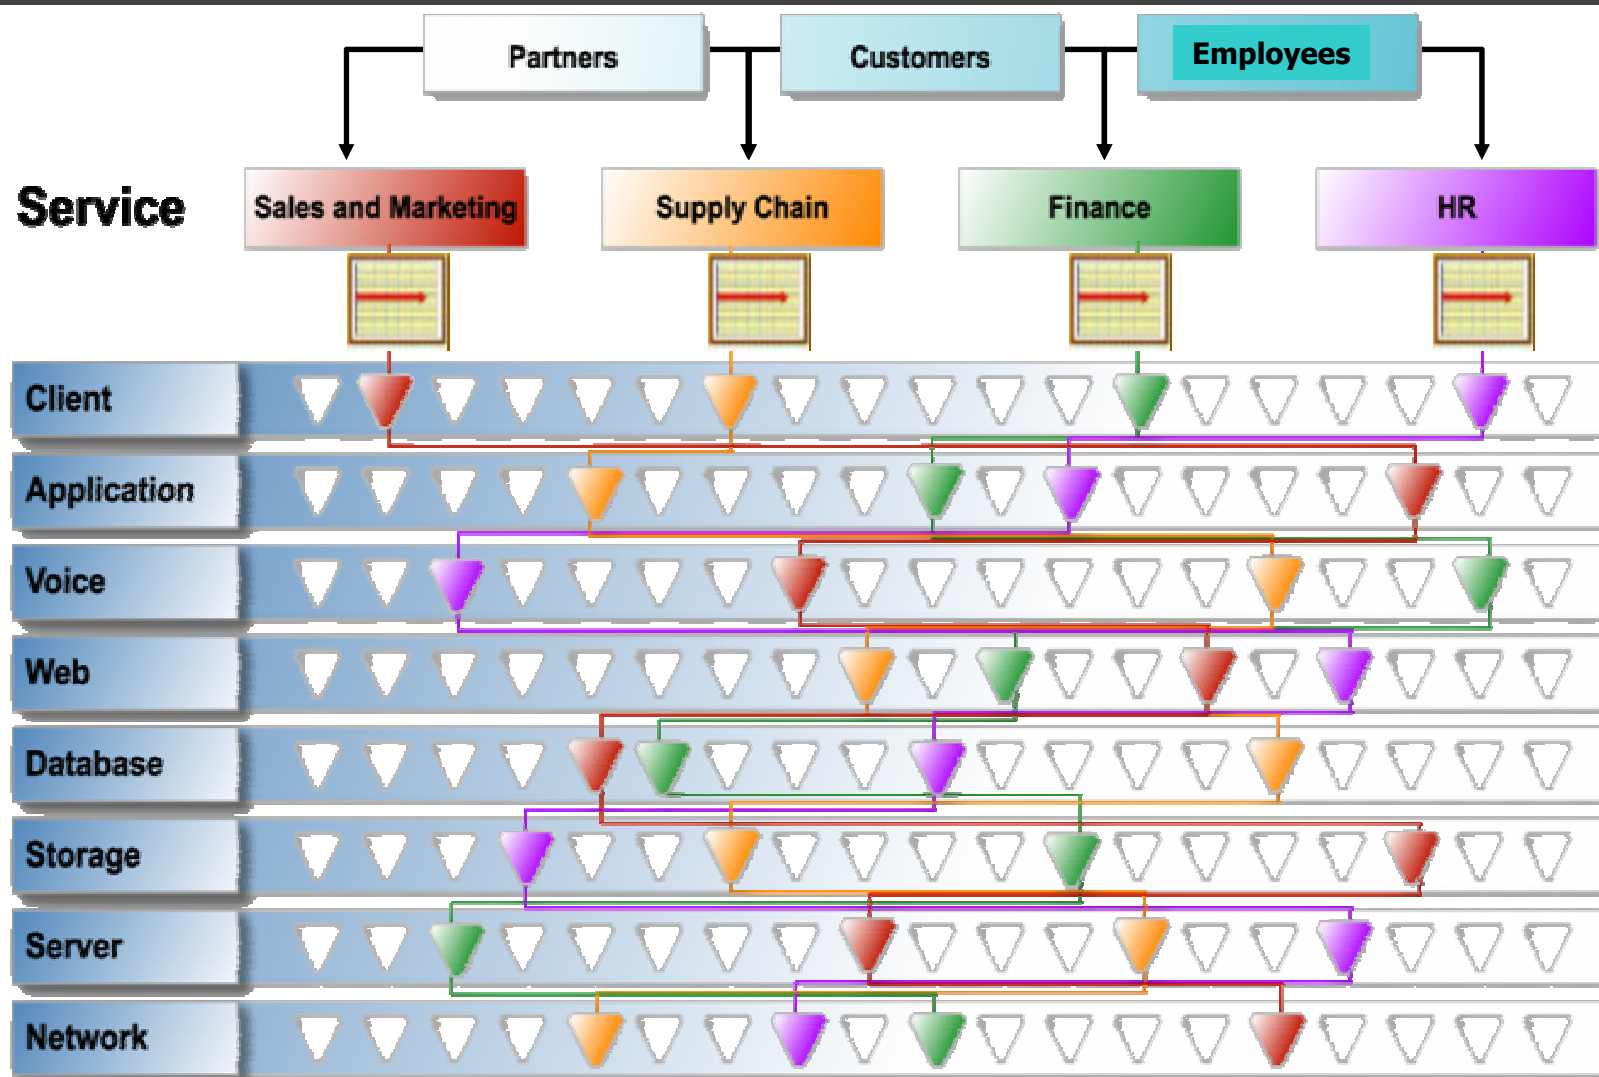 Partners
Customers
Employees
Service
Sales and Marketing
Supply Chain
Finance
HR
Client
Application
Voice
Web
Database
Storage
Server
Network